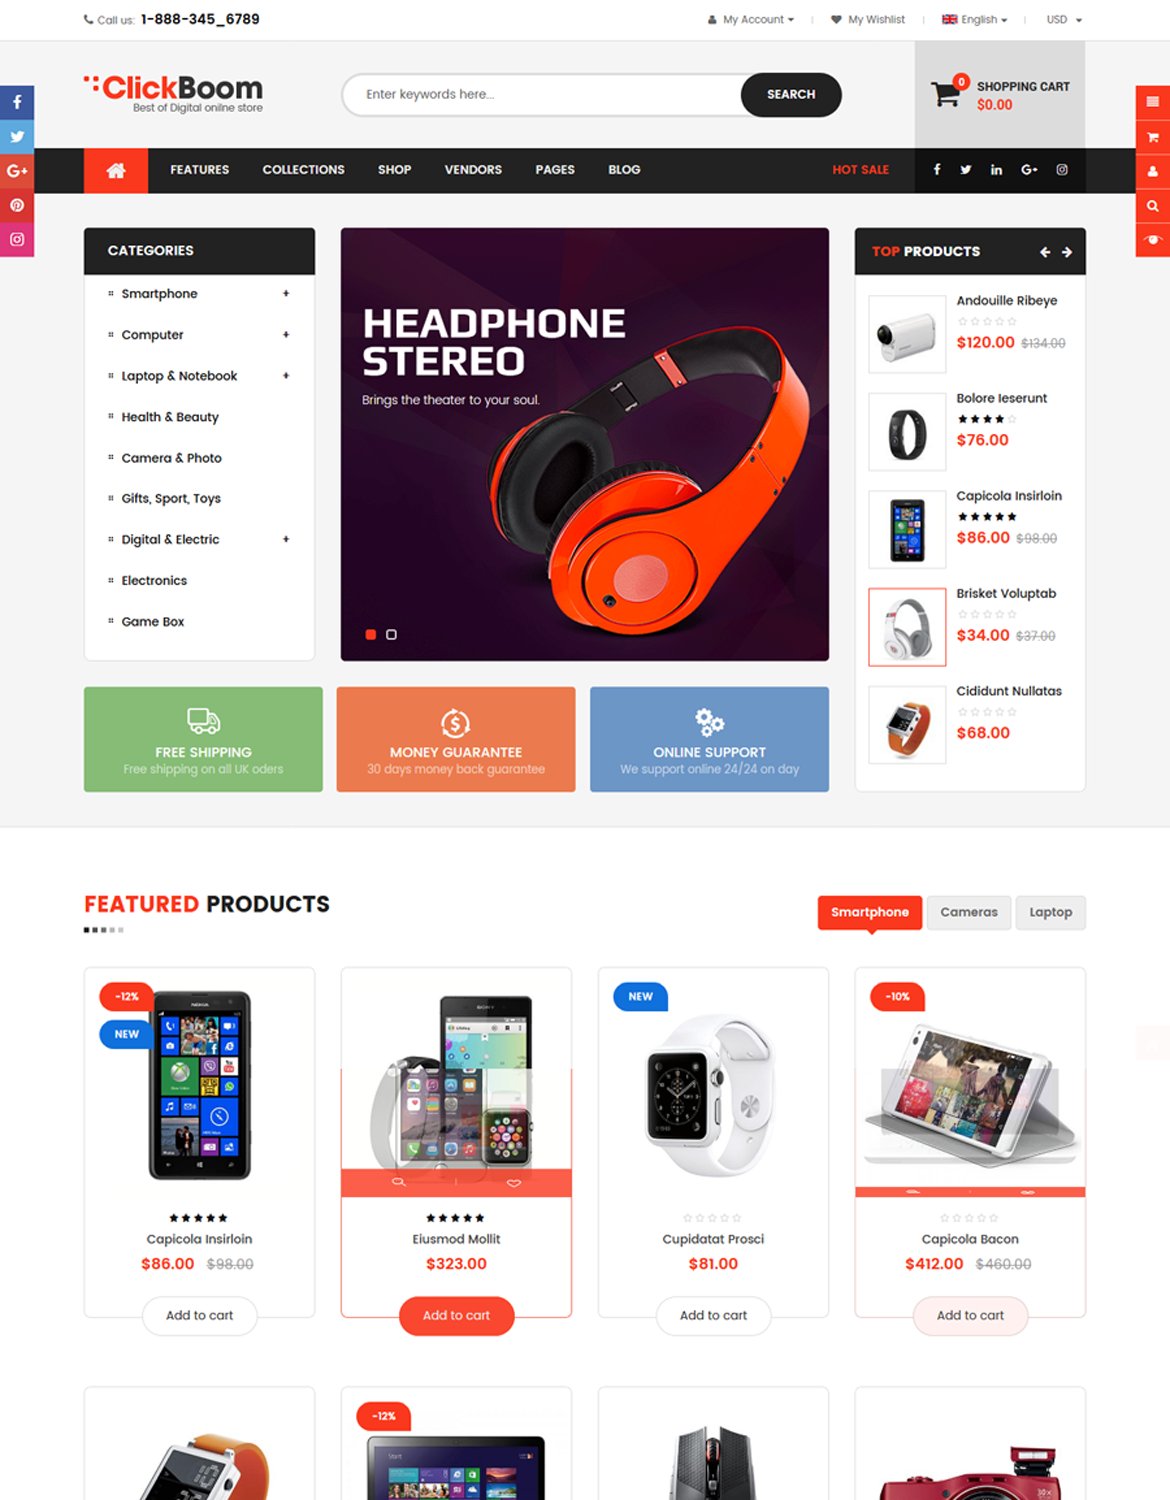 Call us: 1-888-345_6789
My Account
My Wishlist
English
USD
ClickBoom
Best of Digital online store
Enter keywords here...
SEARCH
0
SHOPPING CART
$0.00
FEATURES
COLLECTIONS
SHOP
VENDORS
PAGES
BLOG
HOT SALE
CATEGORIES
Smartphone +
Computer +
Laptop & Notebook +
Health & Beauty
Camera & Photo
Gifts, Sport, Toys
Digital & Electric +
Electronics
Game Box
HEADPHONE
STEREO
Brings the theater to your soul.
TOP PRODUCTS
Andouille Ribeye
$120.00 $134.00
Bolore Ieserunt
$76.00
Capicola Insirloin
$86.00 $98.00
Brisket Voluptab
$34.00 $37.00
Cididunt Nullatas
$68.00
FREE SHIPPING
Free shipping on all UK oders
MONEY GUARANTEE
30 days money back guarantee
ONLINE SUPPORT
We support online 24/24 on day
FEATURED PRODUCTS
Smartphone
Cameras
Laptop
-12%
NEW
NOKIA
Capicola Insirloin
$86.00 $98.00
Add to cart
SONY
Eiusmod Mollit
$323.00
Add to cart
NEW
Cupidatat Prosci
$81.00
Add to cart
-10%
Capicola Bacon
$412.00 $460.00
Add to cart
-12%
Start
30x